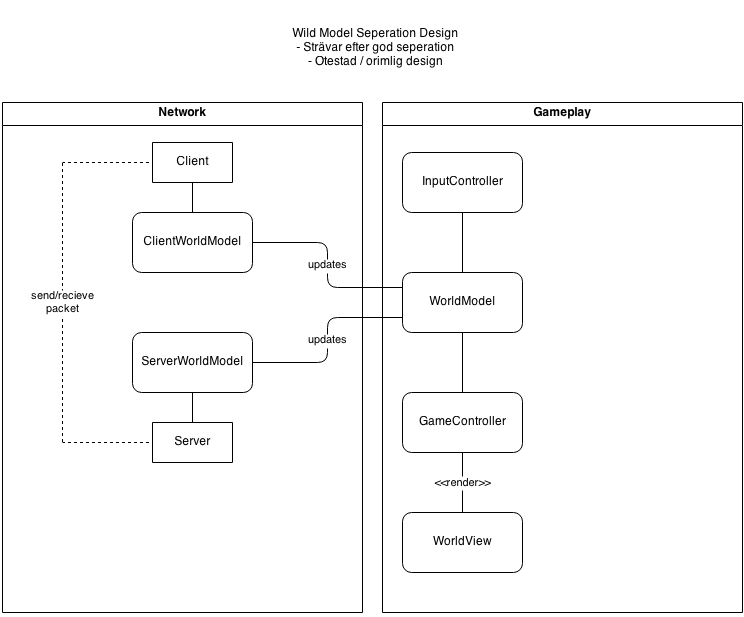 Wild Model Seperation Design
- Strävar efter god seperation
- Otestad / orimlig design
Network
Client
ClientWorldModel
updates
send/recieve
packet
updates
ServerWorldModel
Server
Gameplay
InputController
WorldModel
GameController
<<render>>
WorldView